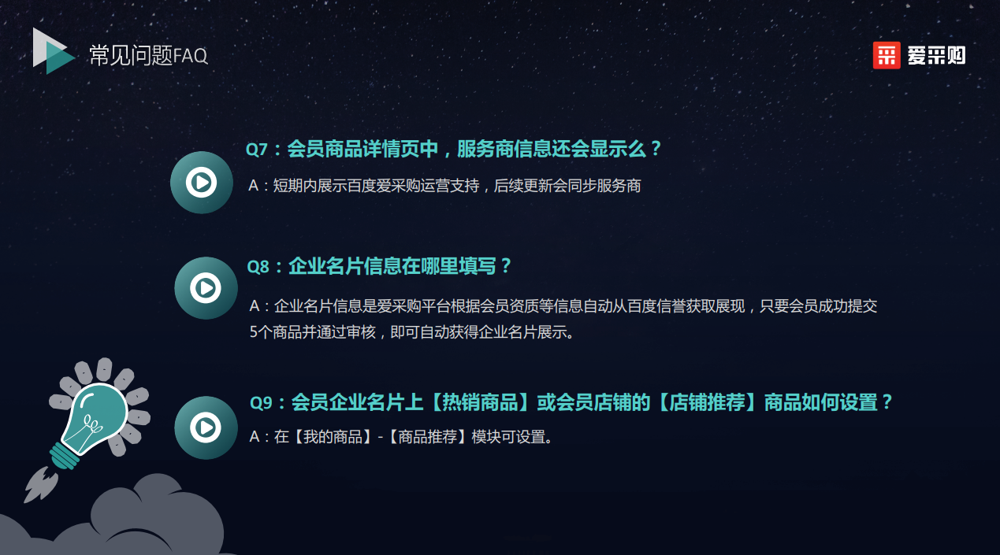 常见问题FAQ
采 爱采购
Q7：会员商品详情页中，服务商信息还会显示么？
A：短期内展示百度爱采购运营支持，后续更新会同步服务商
Q8：企业名片信息在哪里填写？
A：企业名片信息是爱采购平台根据会员资质等信息自动从百度信誉获取展现，只要会员成功提交
5个商品并通过审核，即可自动获得企业名片展示。
Q9：会员企业名片上【热销商品】或会员店铺的【店铺推荐】商品如何设置？
A：在【我的商品】-【商品推荐】模块可设置。